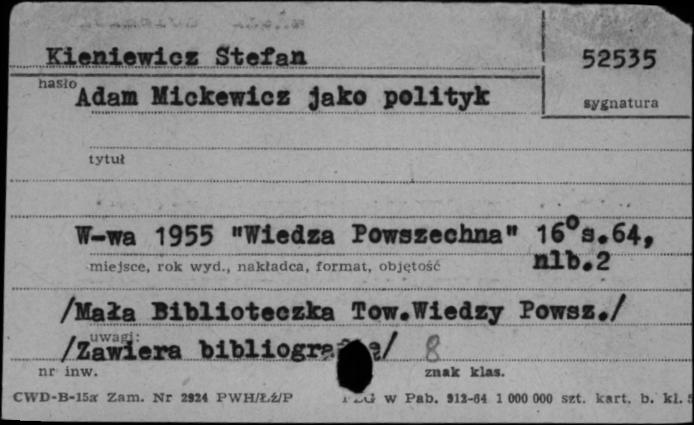 Kieniewicz Stefan
52535
hasło
Adam Mickewicz jako polityk
sygnatura
tytuł
W-wa 1955 "Wiedza Powszechna" 16° s.64,
miejsce, rok wyd., nakładca, format, objętość
nlb.2
/Mała Biblioteczka Tow.Wiedzy Powsz./
uwagi:
/Zawiera
8
nr inw.
znak klas.
CWD-B-15a Zam. Nr 2924 PWH/Łź/P
w Pab. 912-64 1 000 000 szt. kart. b. kl.